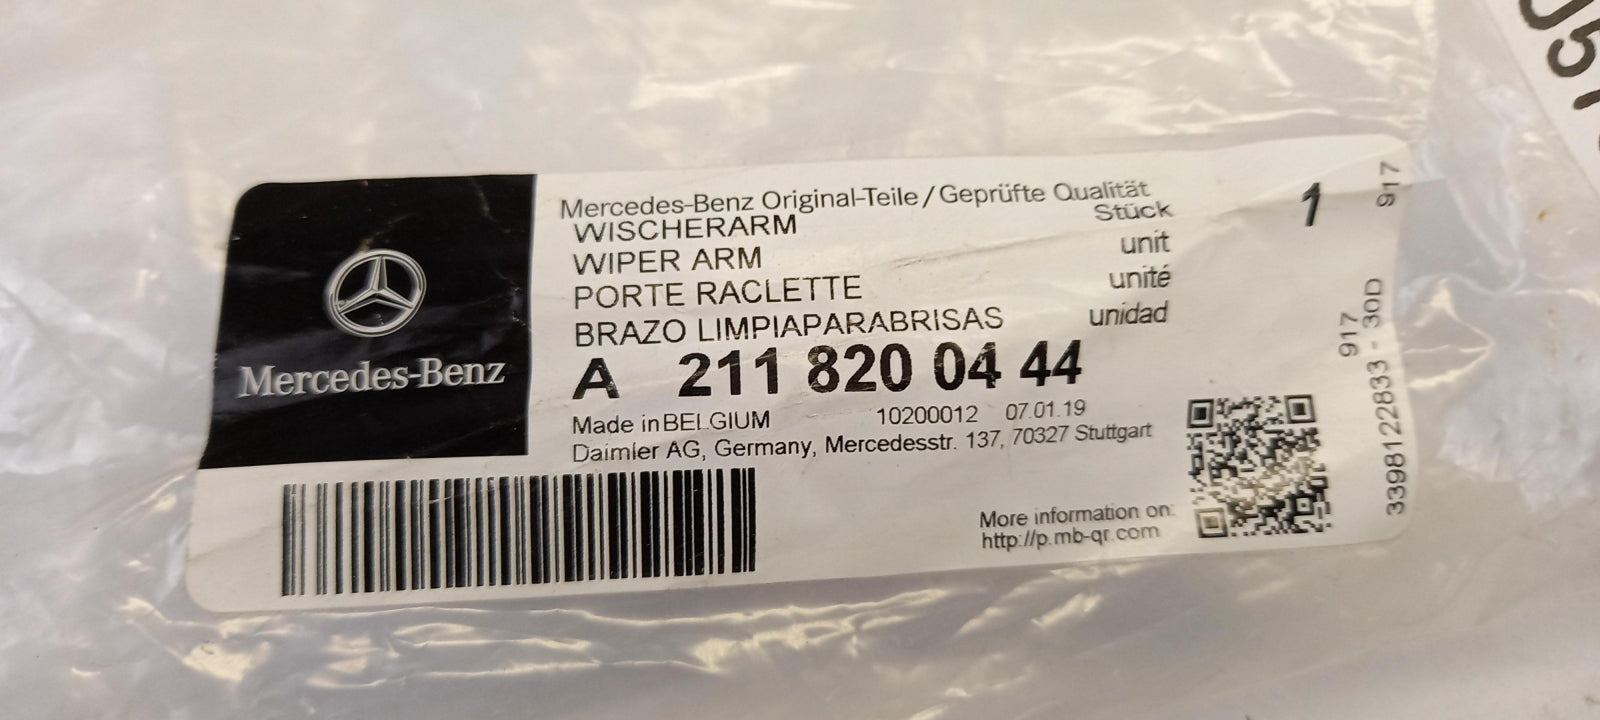 Mercedes-Benz
Mercedes-Benz Original-Teile / Geprüfte Qualität
WISCHERARM Stück 1
WIPER ARM unit
PORTE RACLETTE unité
BRAZO LIMPIAPARABRISAS unidad
A 211 820 04 44
Made in BELGIUM 10200012 07.01.19
Daimler AG, Germany, Mercedesstr. 137, 70327 Stuttgart
More information on:
http://p.mb-qr.com
917
917
3398122833 - 30D